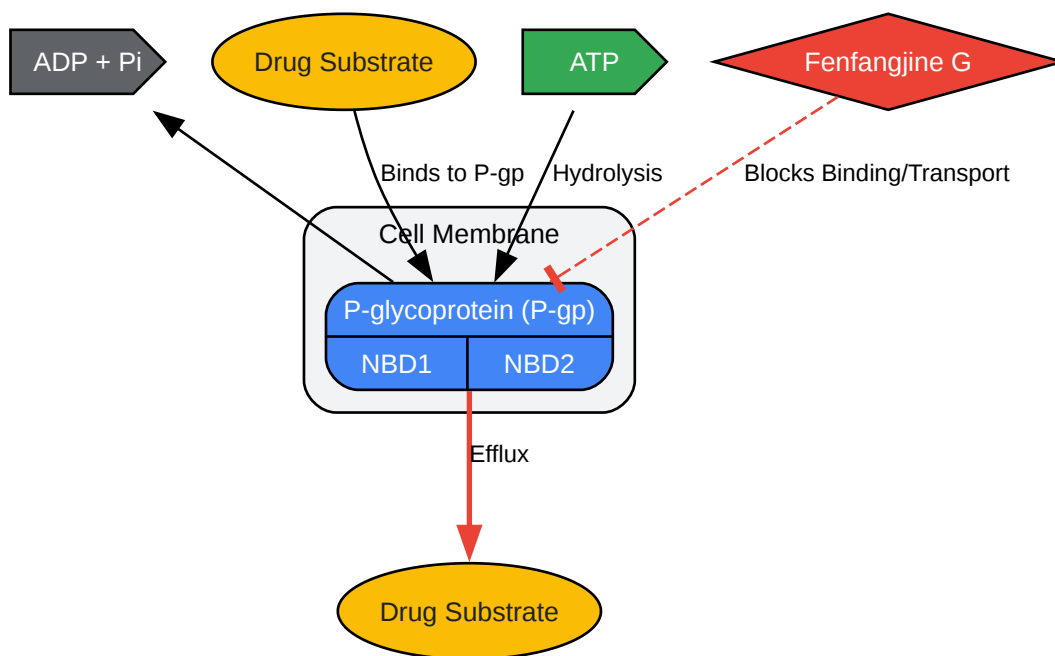 ADP + Pi
Drug Substrate
ATP
Fenfangjine G
Binds to P-gp
Hydrolysis
Blocks Binding/Transport
Cell Membrane
P-glycoprotein (P-gp)
NBD1
NBD2
Efflux
Drug Substrate